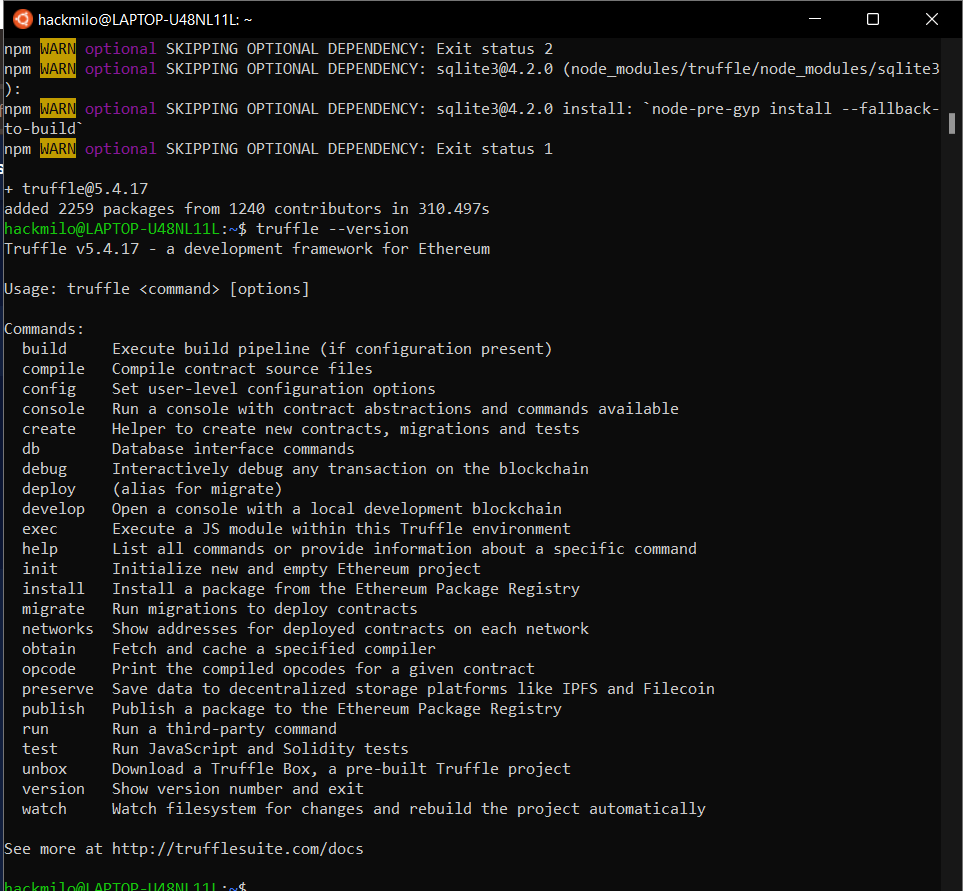 hackmilo@LAPTOP-U48NL11L: ~
npm WARN optional SKIPPING OPTIONAL DEPENDENCY: Exit status 2
npm WARN optional SKIPPING OPTIONAL DEPENDENCY: sqlite3@4.2.0 (node_modules/truffle/node_modules/sqlite3
):
npm WARN optional SKIPPING OPTIONAL DEPENDENCY: sqlite3@4.2.0 install: `node-pre-gyp install --fallback-
to-build`
npm WARN optional SKIPPING OPTIONAL DEPENDENCY: Exit status 1
+ truffle@5.4.17
added 2259 packages from 1240 contributors in 310.497s
hackmilo@LAPTOP-U48NL11L:~$ truffle --version
Truffle v5.4.17 - a development framework for Ethereum
Usage: truffle <command> [options]
Commands:
build Execute build pipeline (if configuration present)
compile Compile contract source files
config Set user-level configuration options
console Run a console with contract abstractions and commands available
create Helper to create new contracts, migrations and tests
db Database interface commands
debug Interactively debug any transaction on the blockchain
deploy (alias for migrate)
develop Open a console with a local development blockchain
exec Execute a JS module within this Truffle environment
help List all commands or provide information about a specific command
init Initialize new and empty Ethereum project
install Install a package from the Ethereum Package Registry
migrate Run migrations to deploy contracts
networks Show addresses for deployed contracts on each network
obtain Fetch and cache a specified compiler
opcode Print the compiled opcodes for a given contract
preserve Save data to decentralized storage platforms like IPFS and Filecoin
publish Publish a package to the Ethereum Package Registry
run Run a third-party command
test Run JavaScript and Solidity tests
unbox Download a Truffle Box, a pre-built Truffle project
version Show version number and exit
watch Watch filesystem for changes and rebuild the project automatically
See more at http://trufflesuite.com/docs
hackmilo@LAPTOP-U48NL11L:~$